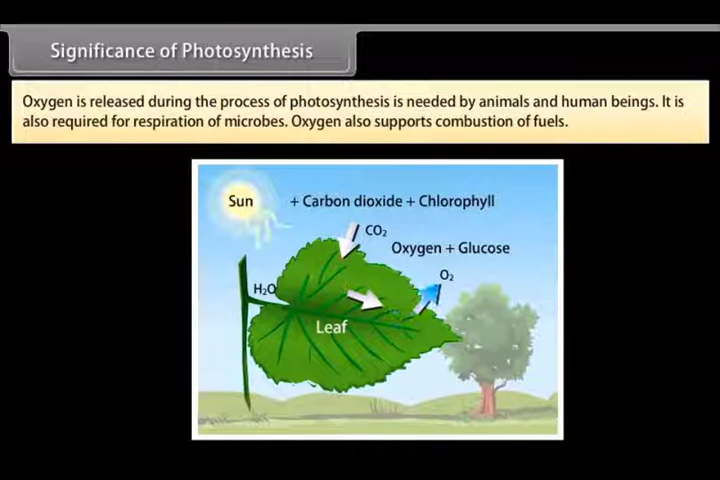 Significance of Photosynthesis
Oxygen is released during the process of photosynthesis is needed by animals and human beings. It is
also required for respiration of microbes. Oxygen also supports combustion of fuels.
Sun + Carbon dioxide + Chlorophyll
CO₂
Oxygen + Glucose
O₂
H₂O
Leaf